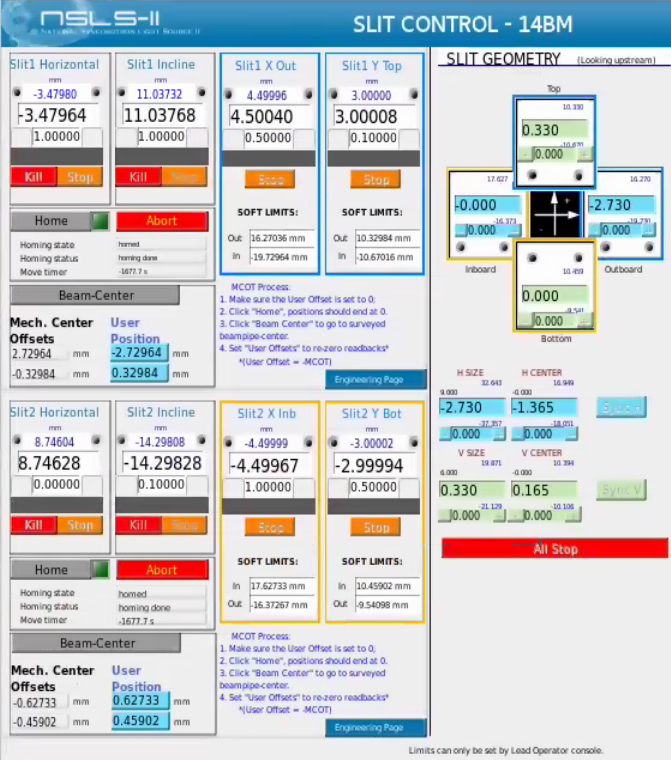 NSLS-II
NATIONAL SYNCHROTRON LIGHT SOURCE II
SLIT CONTROL - 14BM
Slit1 Horizontal
mm
-3.47980
-3.47964
1.00000
Kill Stop
Slit1 Incline
mm
11.03732
11.03768
1.00000
Kill Stop
Slit1 X Out
mm
4.49996
4.50040
0.50000
Stop
SOFT LIMITS:
Out 16.27036 mm
In -19.72964 mm
Slit1 Y Top
mm
3.00000
3.00008
0.10000
Stop
SOFT LIMITS:
Out 10.32984 mm
In -10.67016 mm
Home Abort
Homing state homed
Homing status homing done
Move timer -1677.7 s
Beam-Center
Mech. Center Offsets
User Position
2.72964 mm -2.72964 mm
-0.32984 mm 0.32984 mm
MCOT Process:
1. Make sure the User Offset is set to 0;
2. Click "Home", positions should end at 0.
3. Click "Beam Center" to go to surveyed
beampipe-center.
4. Set "User Offsets" to re-zero readbacks*
*(User Offset = -MCOT)
Engineering Page
Slit2 Horizontal
mm
8.74604
8.74628
0.00000
Kill Stop
Slit2 Incline
mm
-14.29808
-14.29828
0.10000
Kill Stop
Slit2 X Inb
mm
-4.49999
-4.49967
1.00000
Stop
SOFT LIMITS:
In 17.62733 mm
Out -16.37267 mm
Slit2 Y Bot
mm
-3.00002
-2.99994
0.50000
Stop
SOFT LIMITS:
In 10.45902 mm
Out -9.54098 mm
Home Abort
Homing state homed
Homing status homing done
Move timer -1677.7 s
Beam-Center
Mech. Center Offsets
User Position
-0.62733 mm 0.62733 mm
-0.45902 mm 0.45902 mm
MCOT Process:
1. Make sure the User Offset is set to 0;
2. Click "Home", positions should end at 0.
3. Click "Beam Center" to go to surveyed
beampipe-center.
4. Set "User Offsets" to re-zero readbacks*
*(User Offset = -MCOT)
Engineering Page
SLIT GEOMETRY (Looking upstream)
Top
10.330
0.330
-10.670
0.000
17.627
-0.000
-16.373
0.000
Inboard
16.270
-2.730
-19.730
0.000
Outboard
10.459
0.000
-9.541
0.000
Bottom
H SIZE
32.643
9.000
-2.730
-37.357
0.000
H CENTER
16.949
-0.000
-1.365
-18.051
0.000
Sync H
V SIZE
19.871
6.000
0.330
-21.129
0.000
V CENTER
10.394
-0.000
0.165
-10.106
0.000
Sync V
All Stop
Limits can only be set by Lead Operator console.